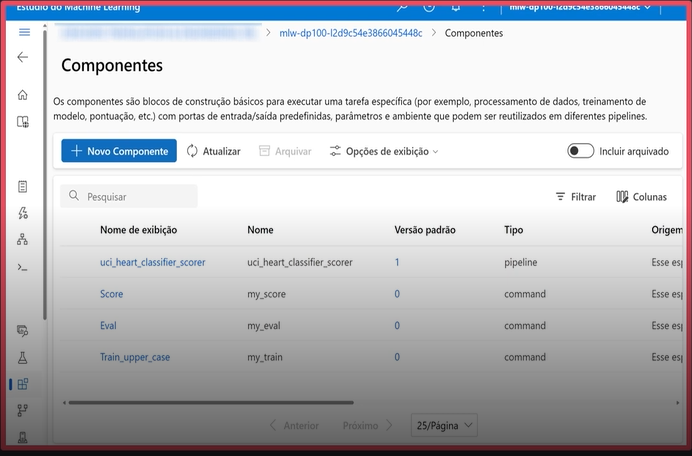 Estúdio do Machine Learning
mlw-dp100-l2d9c54e3866045448c
mlw-dp100-l2d9c54e3866045448c > Componentes
Componentes
Os componentes são blocos de construção básicos para executar uma tarefa específica (por exemplo, processamento de dados, treinamento de
modelo, pontuação, etc.) com portas de entrada/saída predefinidas, parâmetros e ambiente que podem ser reutilizados em diferentes pipelines.
+ Novo Componente Atualizar Arquivar Opções de exibição Incluir arquivado
Pesquisar Filtrar Colunas
Nome de exibição Nome Versão padrão Tipo Origem
uci_heart_classifier_scorer uci_heart_classifier_scorer 1 pipeline Esse esp
Score my_score 0 command Esse esp
Eval my_eval 0 command Esse esp
Train_upper_case my_train 0 command Esse esp
< Anterior Próximo > 25/Página